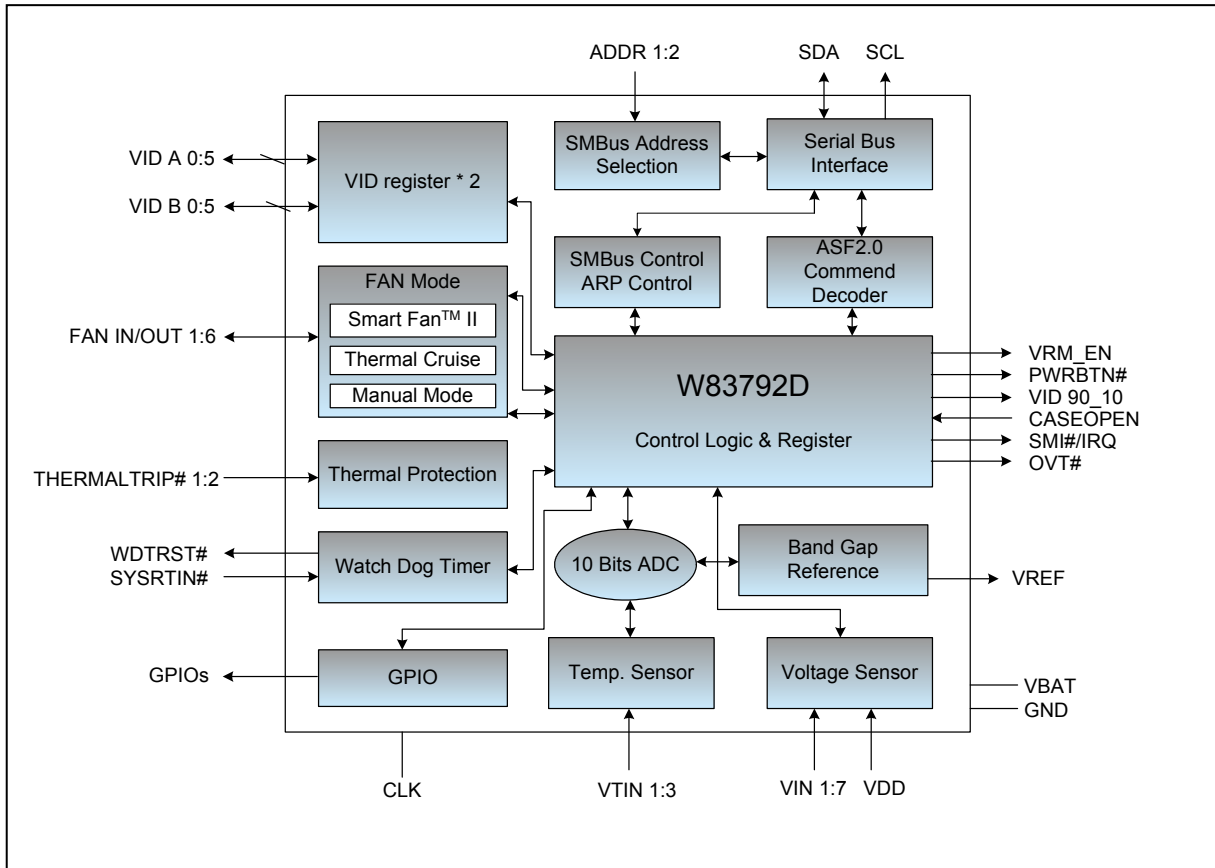 ADDR 1:2
SDA
SCL
VID A 0:5
VID B 0:5
VID register * 2
SMBus Address
Selection
Serial Bus
Interface
SMBus Control
ARP Control
ASF2.0
Commend
Decoder
FAN IN/OUT 1:6
FAN Mode
Smart Fan™ II
Thermal Cruise
Manual Mode
W83792D
Control Logic & Register
VRM_EN
PWRBTN#
VID 90_10
CASEOPEN
SMI#/IRQ
OVT#
THERMALTRIP# 1:2
Thermal Protection
WDTRST#
SYSRTIN#
Watch Dog Timer
10 Bits ADC
Band Gap
Reference
VREF
GPIOs
GPIO
Temp. Sensor
Voltage Sensor
VBAT
GND
CLK
VTIN 1:3
VIN 1:7
VDD